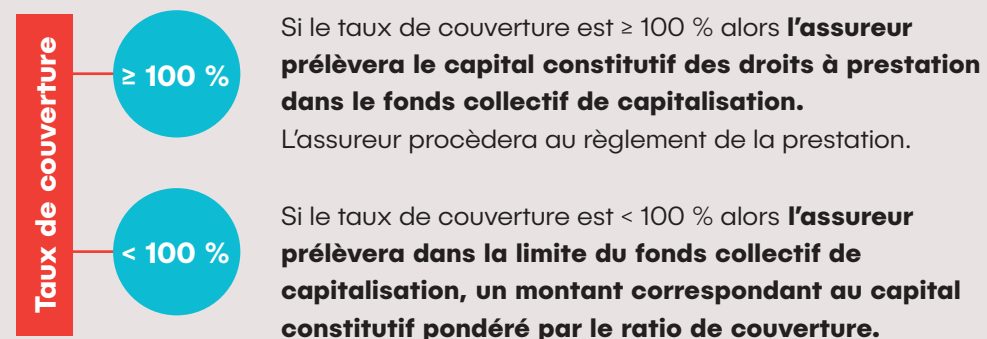 Taux de couverture
≥ 100 %
Si le taux de couverture est ≥ 100 % alors l'assureur
prélèvera le capital constitutif des droits à prestation
dans le fonds collectif de capitalisation.
L'assureur procèdera au règlement de la prestation.
< 100 %
Si le taux de couverture est < 100 % alors l'assureur
prélèvera dans la limite du fonds collectif de
capitalisation, un montant correspondant au capital
constitutif pondéré par le ratio de couverture.